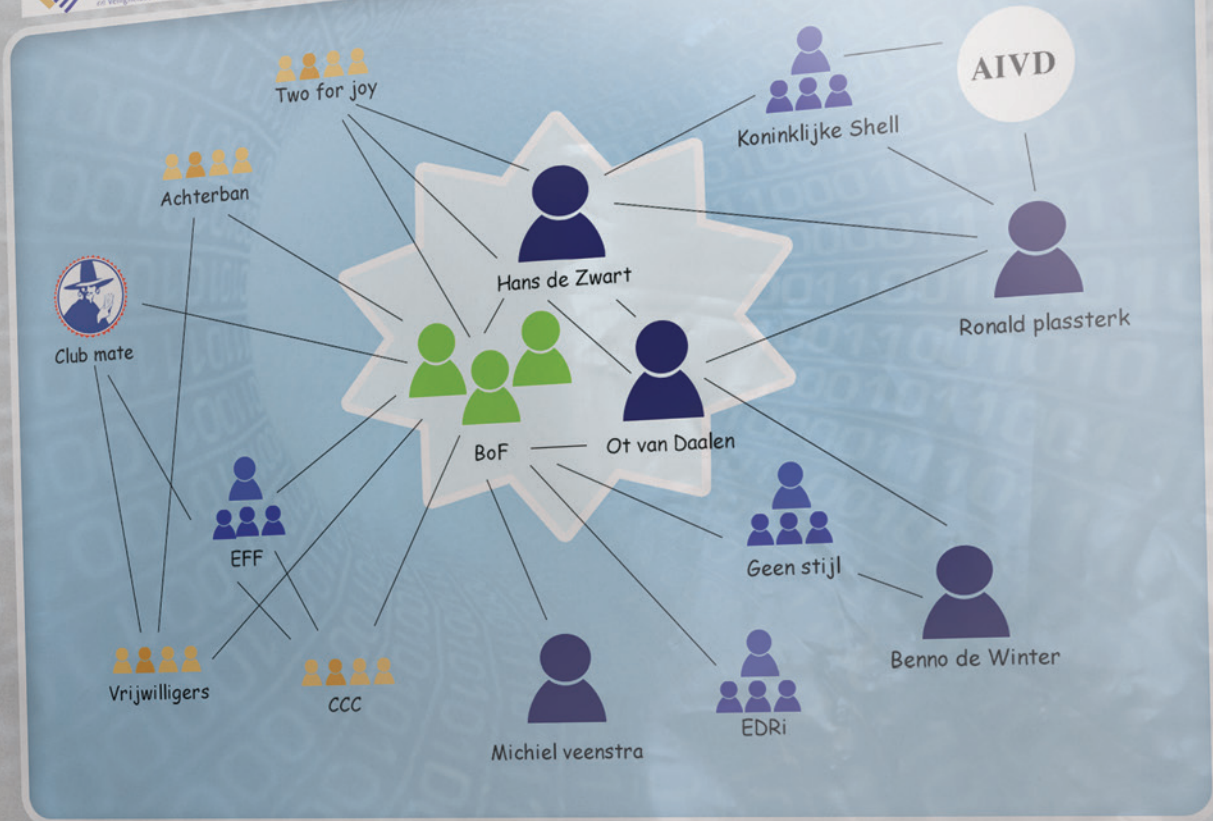 Two for joy
AIVD
Koninklijke Shell
Achterban
Hans de Zwart
Ronald plassterk
Club mate
BoF
Ot van Daalen
EFF
Geen stijl
Benno de Winter
Vrijwilligers
CCC
EDRi
Michiel veenstra